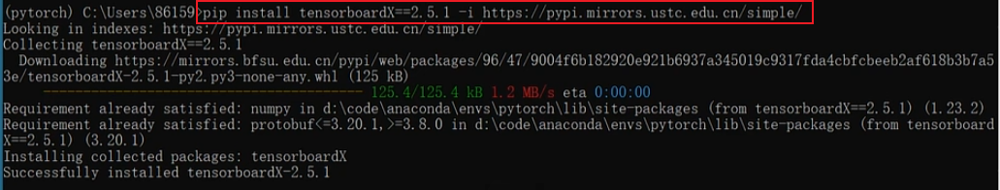 (pytorch) C:\Users\86159>pip install tensorboardX==2.5.1 -i https://pypi.mirrors.ustc.edu.cn/simple/
Looking in indexes: https://pypi.mirrors.ustc.edu.cn/simple/
Collecting tensorboardX==2.5.1
  Downloading https://mirrors.bfsu.edu.cn/pypi/web/packages/96/47/9004f6b182920e921b6937a345019c9317fda4cbfcbeeb2af618b3b7a5
3e/tensorboardX-2.5.1-py2.py3-none-any.whl (125 kB)
---------------------------------------- 125.4/125.4 kB 1.2 MB/s eta 0:00:00
Requirement already satisfied: numpy in d:\code\anaconda\envs\pytorch\lib\site-packages (from tensorboardX==2.5.1) (1.23.2)
Requirement already satisfied: protobuf<=3.20.1,>=3.8.0 in d:\code\anaconda\envs\pytorch\lib\site-packages (from tensorboard
X==2.5.1) (3.20.1)
Installing collected packages: tensorboardX
Successfully installed tensorboardX-2.5.1